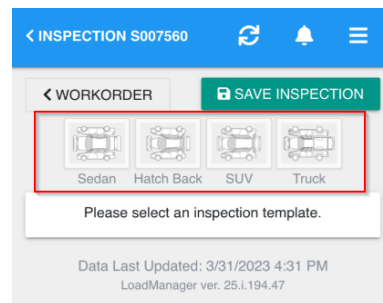 < INSPECTION S007560
< WORKORDER
SAVE INSPECTION
Sedan Hatch Back SUV Truck
Please select an inspection template.
Data Last Updated: 3/31/2023 4:31 PM
LoadManager ver. 25.i.194.47